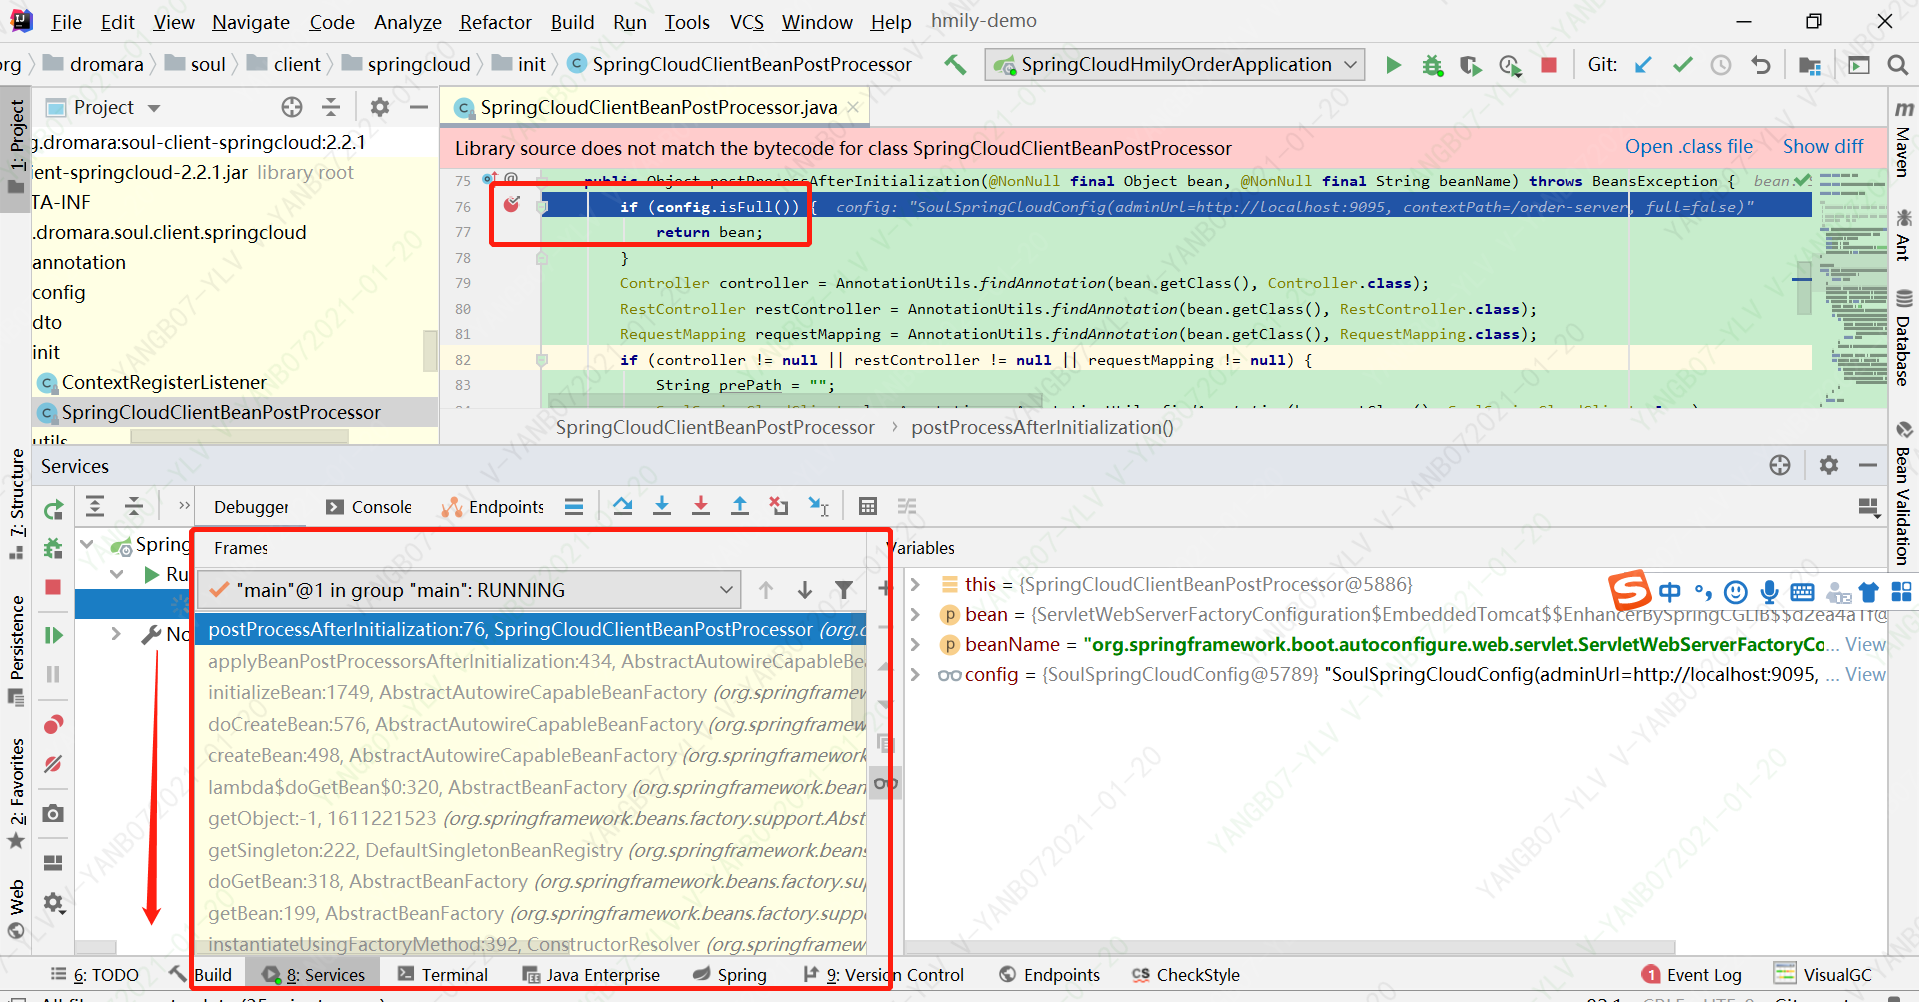 File Edit View Navigate Code Analyze Refactor Build Run Tools VCS Window Help hmily-demo
org dromara soul client springcloud init SpringCloudClientBeanPostProcessor SpringCloudHmilyOrderApplication Git:
Project SpringCloudClientBeanPostProcessor.java
g.dromara:soul-client-springcloud:2.2.1
ient-springcloud-2.2.1.jar library root
TA-INF
.dromara.soul.client.springcloud
annotation
config
dto
init
ContextRegisterListener
SpringCloudClientBeanPostProcessor
utils
Library source does not match the bytecode for class SpringCloudClientBeanPostProcessor Open .class file Show diff
75 public Object postProcessAfterInitialization(@NonNull final Object bean, @NonNull final String beanName) throws BeansException { bean:
76 if (config.isFull()) { config: "SoulSpringCloudConfig(adminUrl=http://localhost:9095, contextPath=/order-server, full=false)"
77 return bean;
78 }
79 Controller controller = AnnotationUtils.findAnnotation(bean.getClass(), Controller.class);
80 RestController restController = AnnotationUtils.findAnnotation(bean.getClass(), RestController.class);
81 RequestMapping requestMapping = AnnotationUtils.findAnnotation(bean.getClass(), RequestMapping.class);
82 if (controller != null || restController != null || requestMapping != null) {
83 String prePath = "";
SpringCloudClientBeanPostProcessor › postProcessAfterInitialization()
1: Project
7: Structure
Persistence
2: Favorites
Web
Maven
Ant
Database
Bean Validation
Services
Debugger Console Endpoints
Spring
Ru
No
Frames
"main"@1 in group "main": RUNNING
postProcessAfterInitialization:76, SpringCloudClientBeanPostProcessor (org.d
applyBeanPostProcessorsAfterInitialization:434, AbstractAutowireCapableBea
initializeBean:1749, AbstractAutowireCapableBeanFactory (org.springframew
doCreateBean:576, AbstractAutowireCapableBeanFactory (org.springframew
createBean:498, AbstractAutowireCapableBeanFactory (org.springframework
lambda$doGetBean$0:320, AbstractBeanFactory (org.springframework.bean
getObject:-1, 1611221523 (org.springframework.beans.factory.support.Abst
getSingleton:222, DefaultSingletonBeanRegistry (org.springframework.beans
doGetBean:318, AbstractBeanFactory (org.springframework.beans.factory.su
getBean:199, AbstractBeanFactory (org.springframework.beans.factory.suppo
instantiateUsingFactoryMethod:392, ConstructorResolver (org.springframew
Variables
this = {SpringCloudClientBeanPostProcessor@5886}
bean = {ServletWebServerFactoryConfiguration$EmbeddedTomcat$$EnhancerBySpringCGLIB$$d2ea4a1f@
beanName = "org.springframework.boot.autoconfigure.web.servlet.ServletWebServerFactoryCo... View
config = {SoulSpringCloudConfig@5789} "SoulSpringCloudConfig(adminUrl=http://localhost:9095, ... View
中
6: TODO Build 8: Services Terminal Java Enterprise Spring 9: Version Control Endpoints CheckStyle 1 Event Log VisualGC